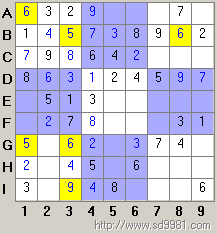 A 6 3 2 9 7
B 1 4 5 7 3 8 9 6 2
C 7 9 8 6 4 2
D 8 6 3 1 2 4 5 9 7
E 5 1 3
F 2 7 8 3 1
G 5 6 2 3 7 4
H 2 4 5 6
I 3 9 4 8 6
1 2 3 4 5 6 7 8 9
http://www.sd9981.com